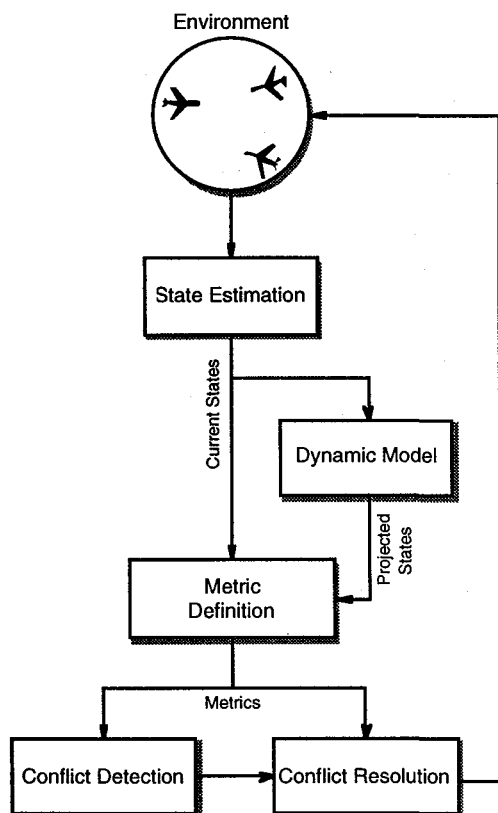 Environment
State Estimation
Current States
Dynamic Model
Projected
States
Metric
Definition
Metrics
Conflict Detection
Conflict Resolution